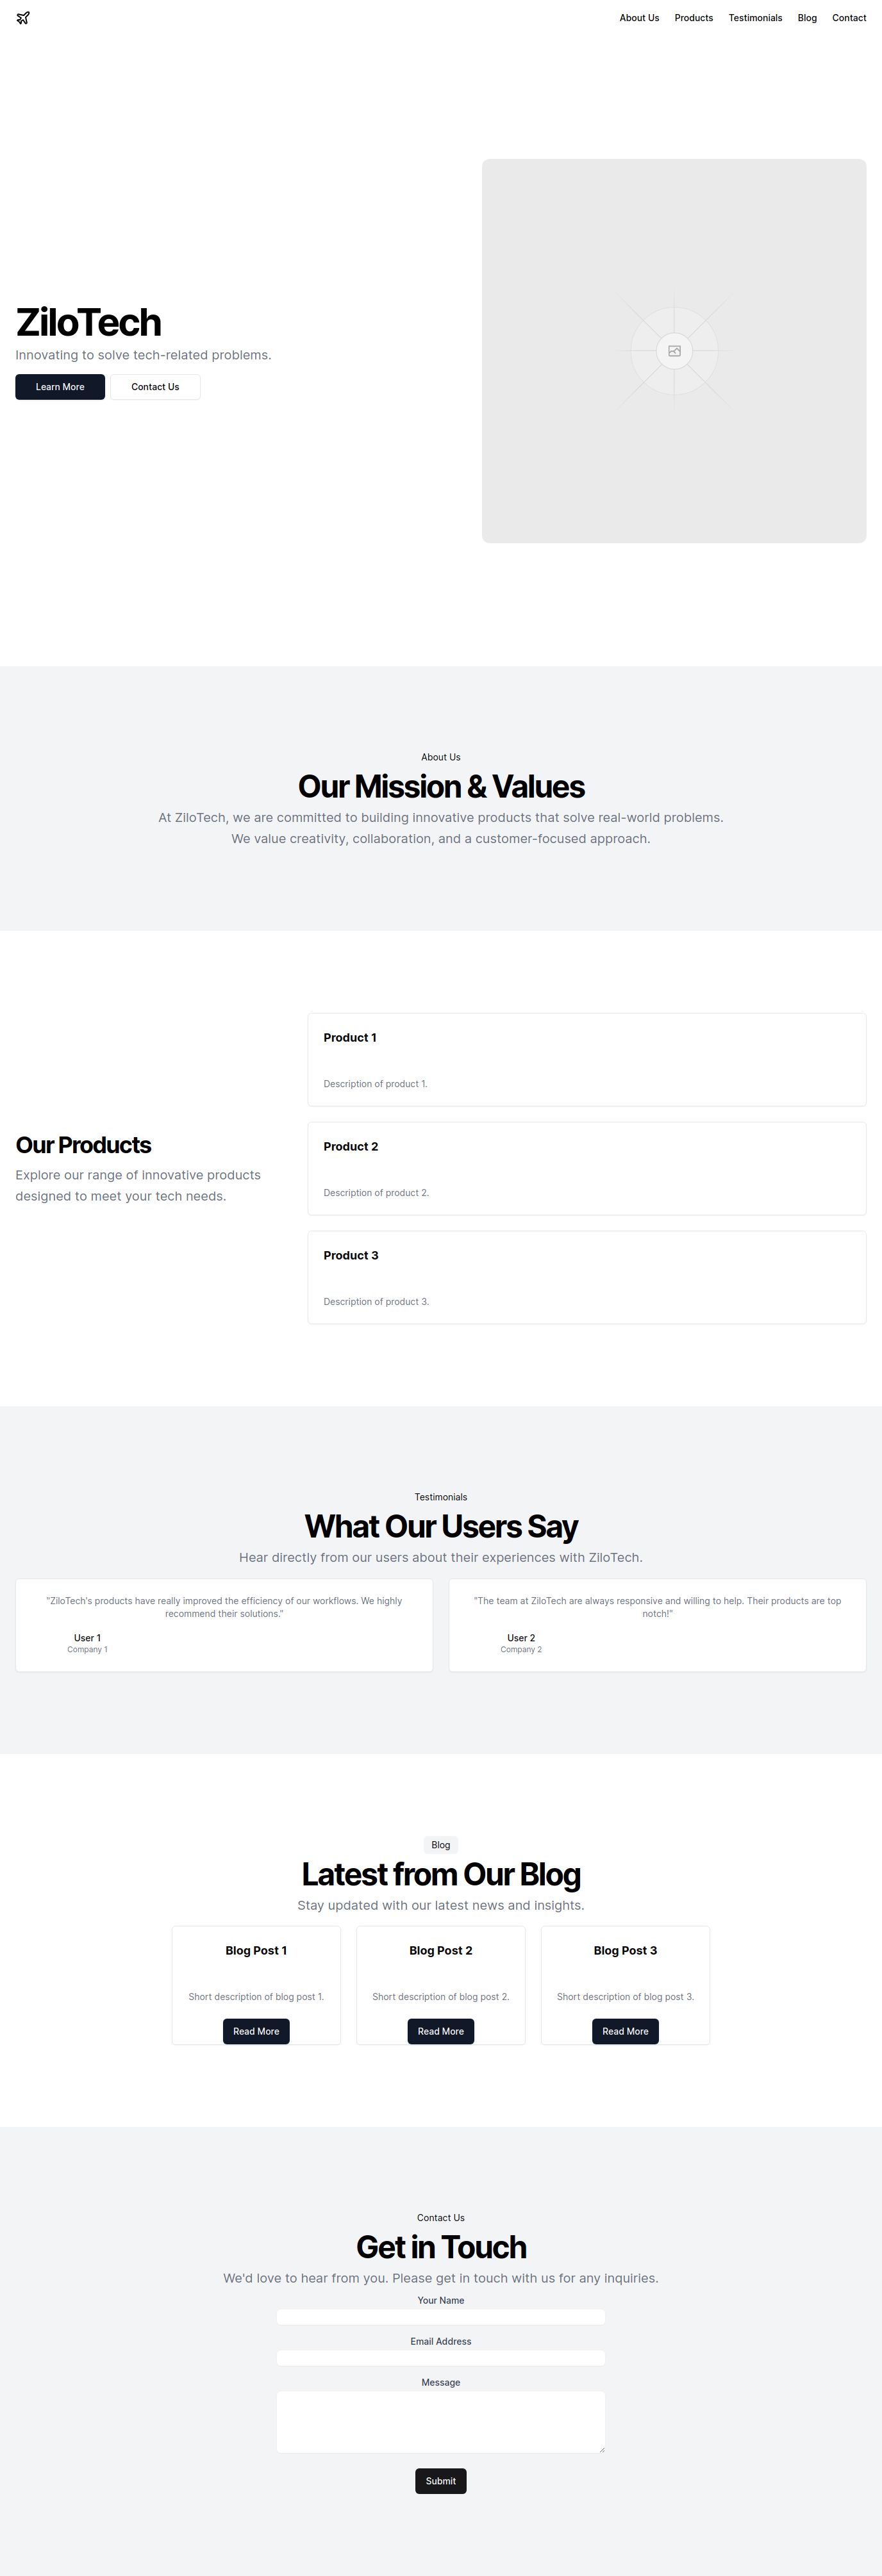 About Us Products Testimonials Blog Contact
ZiloTech
Innovating to solve tech-related problems.
Learn More Contact Us
About Us
Our Mission & Values
At ZiloTech, we are committed to building innovative products that solve real-world problems.
We value creativity, collaboration, and a customer-focused approach.
Our Products
Explore our range of innovative products
designed to meet your tech needs.
Product 1
Description of product 1.
Product 2
Description of product 2.
Product 3
Description of product 3.
Testimonials
What Our Users Say
Hear directly from our users about their experiences with ZiloTech.
"ZiloTech's products have really improved the efficiency of our workflows. We highly
recommend their solutions."
User 1
Company 1
"The team at ZiloTech are always responsive and willing to help. Their products are top
notch!"
User 2
Company 2
Blog
Latest from Our Blog
Stay updated with our latest news and insights.
Blog Post 1
Short description of blog post 1.
Read More
Blog Post 2
Short description of blog post 2.
Read More
Blog Post 3
Short description of blog post 3.
Read More
Contact Us
Get in Touch
We'd love to hear from you. Please get in touch with us for any inquiries.
Your Name
Email Address
Message
Submit